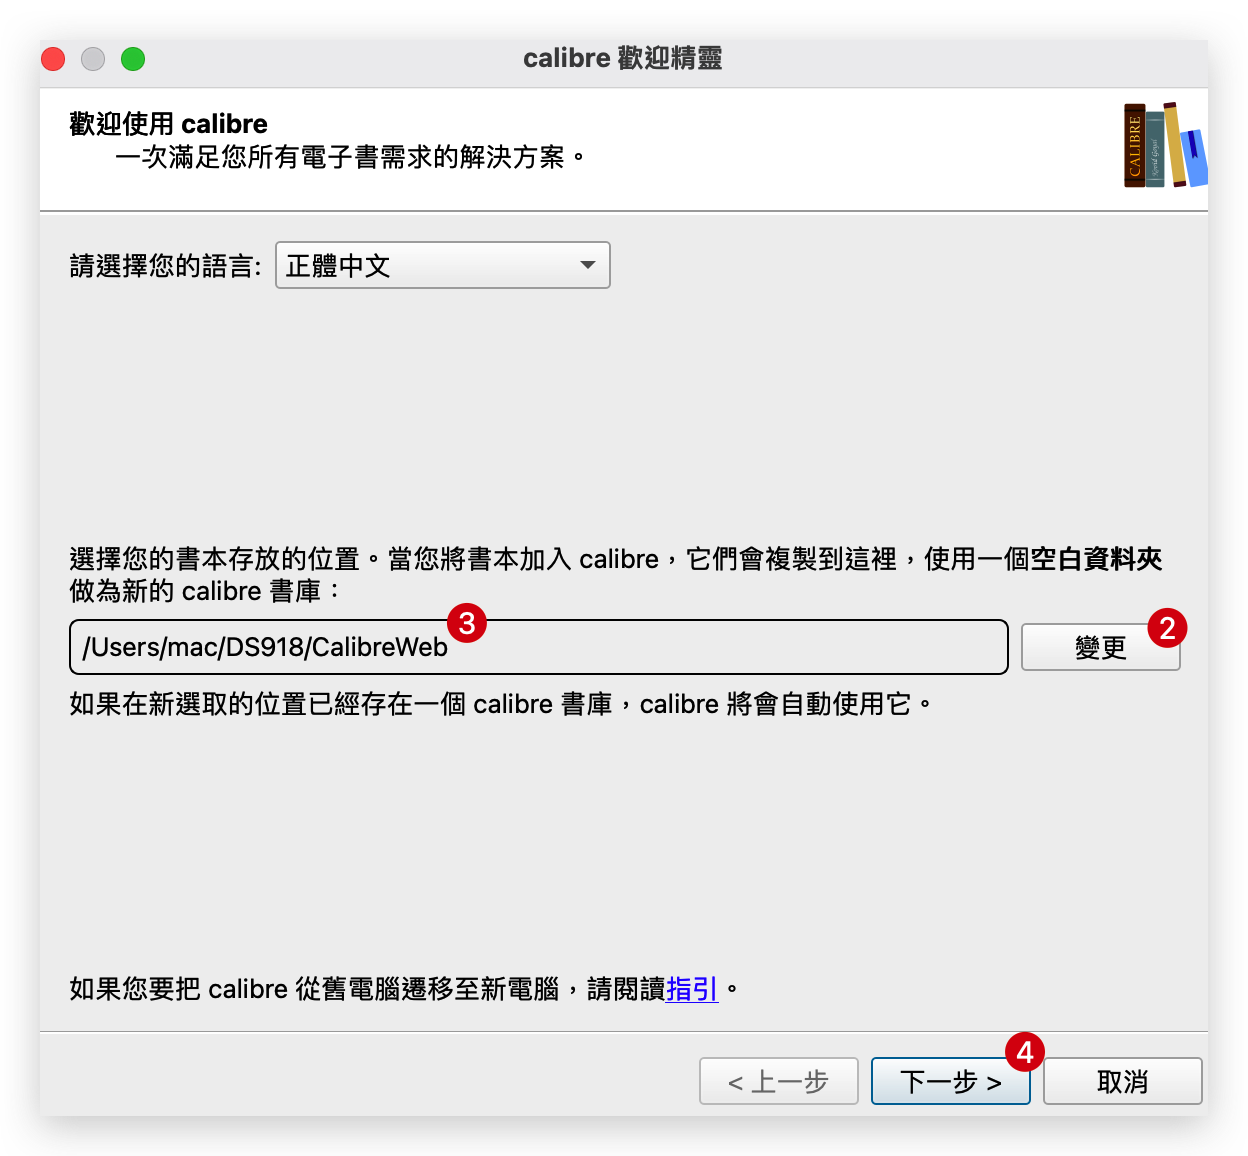 calibre 歡迎精靈
歡迎使用 calibre
一次滿足您所有電子書需求的解決方案。
CALIBRE
請選擇您的語言: 正體中文
選擇您的書本存放的位置。當您將書本加入 calibre，它們會複製到這裡，使用一個空白資料夾
做為新的 calibre 書庫：
/Users/mac/DS918/CalibreWeb 3 變更 2
如果在新選取的位置已經存在一個 calibre 書庫，calibre 將會自動使用它。
如果您要把 calibre 從舊電腦遷移至新電腦，請閱讀指引。
< 上一步 下一步 > 4 取消